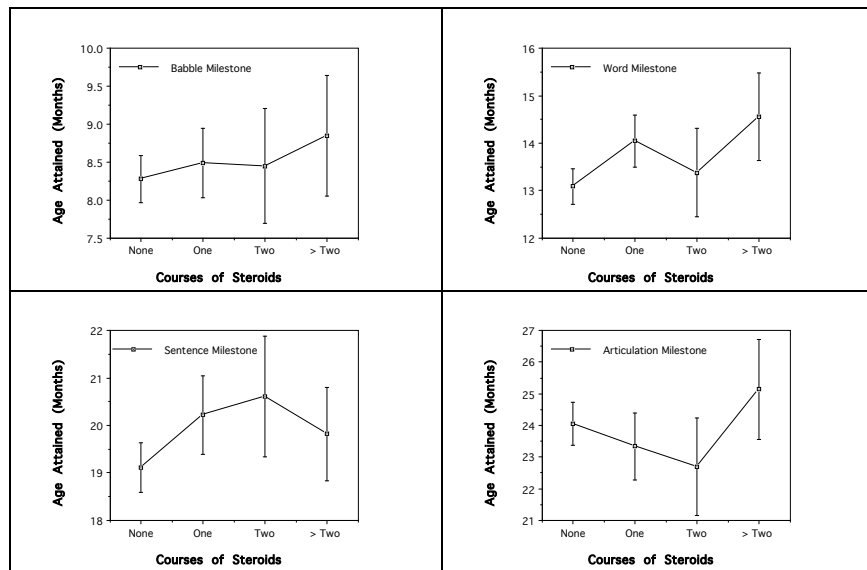 10.0
9.5
9.0
8.5
8.0
7.5
Age Attained (Months)
Babble Milestone
None One Two > Two
Courses of Steroids
16
15
14
13
12
Age Attained (Months)
Word Milestone
None One Two > Two
Courses of Steroids
22
21
20
19
18
Age Attained (Months)
Sentence Milestone
None One Two > Two
Courses of Steroids
27
26
25
24
23
22
21
Age Attained (Months)
Articulation Milestone
None One Two > Two
Courses of Steroids